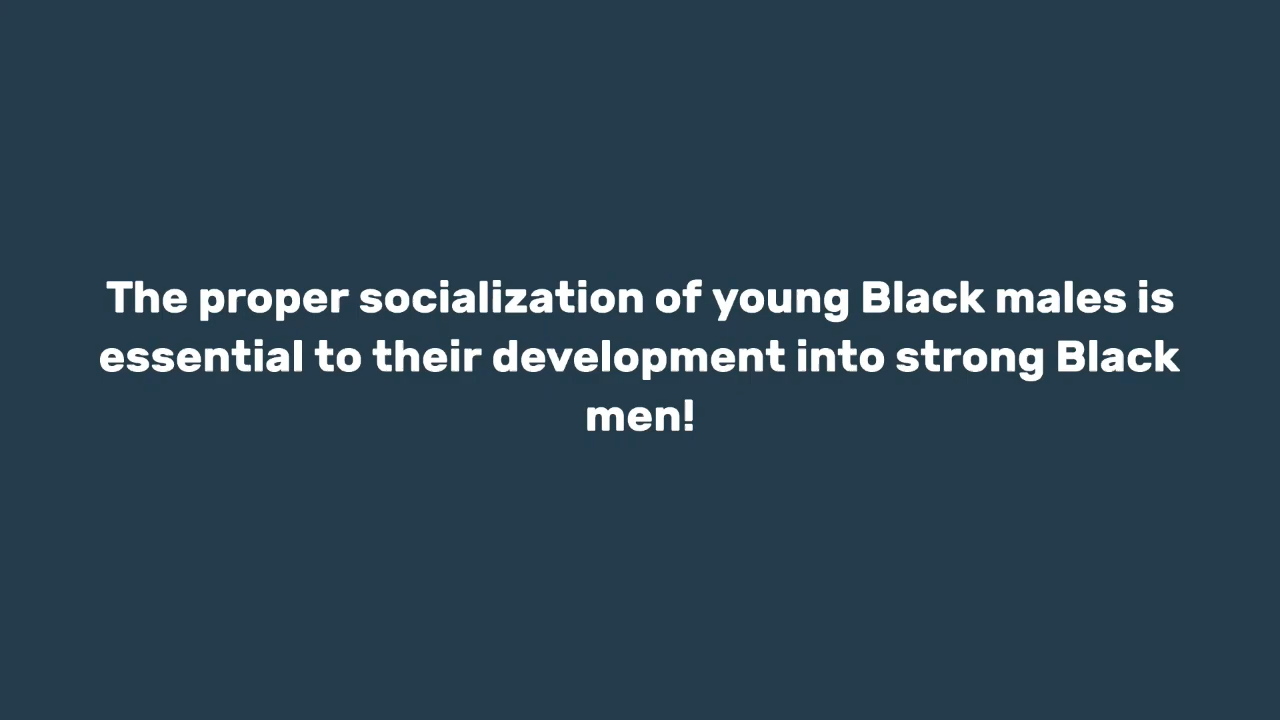 The proper socialization of young Black males is
essential to their development into strong Black
men!